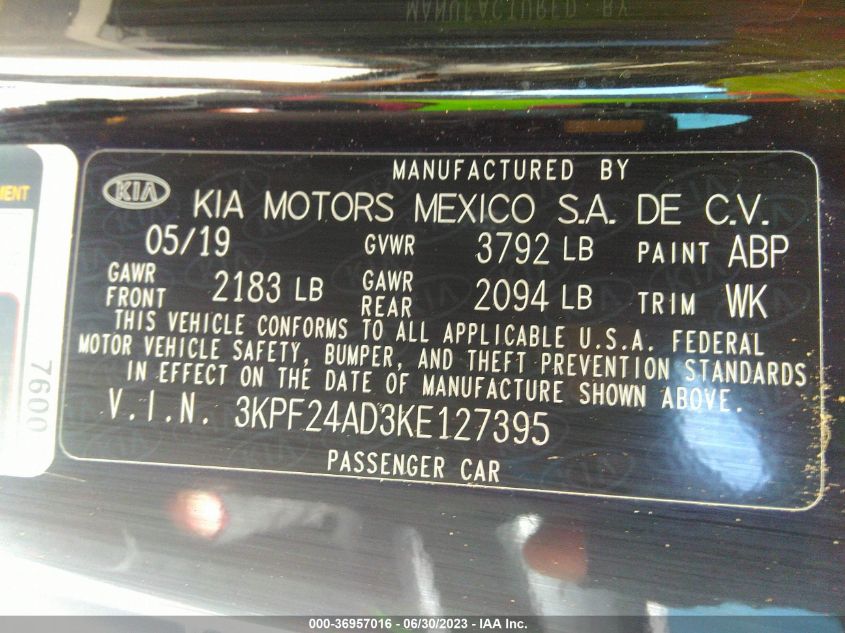 MANUFACTURED BY
MENT
MANUFACTURED BY
KIA
KIA MOTORS MEXICO S.A. DE C.V.
05/19 GVWR 3792 LB PAINT ABP
GAWR FRONT 2183 LB GAWR REAR 2094 LB TRIM WK
THIS VEHICLE CONFORMS TO ALL APPLICABLE U.S.A. FEDERAL
MOTOR VEHICLE SAFETY, BUMPER, AND THEFT PREVENTION STANDARDS
IN EFFECT ON THE DATE OF MANUFACTURE SHOWN ABOVE.
V.I.N. 3KPF24AD3KE127395
PASSENGER CAR
7600
000-36957016 - 06/30/2023 - IAA Inc.